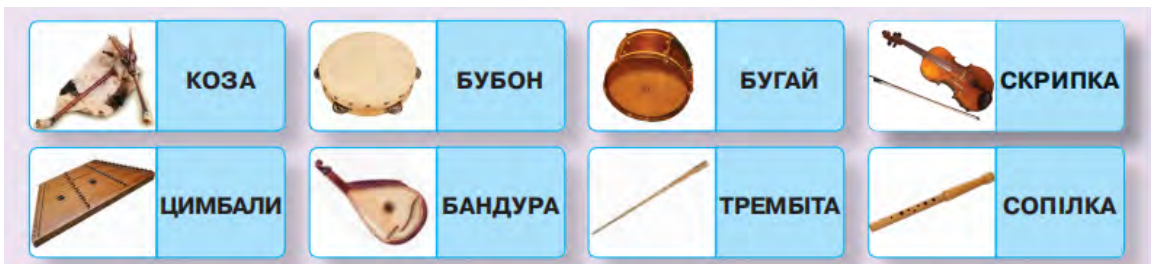 КОЗА
БУБОН
БУГАЙ
СКРИПКА
ЦИМБАЛИ
БАНДУРА
ТРЕМБІТА
СОПІЛКА